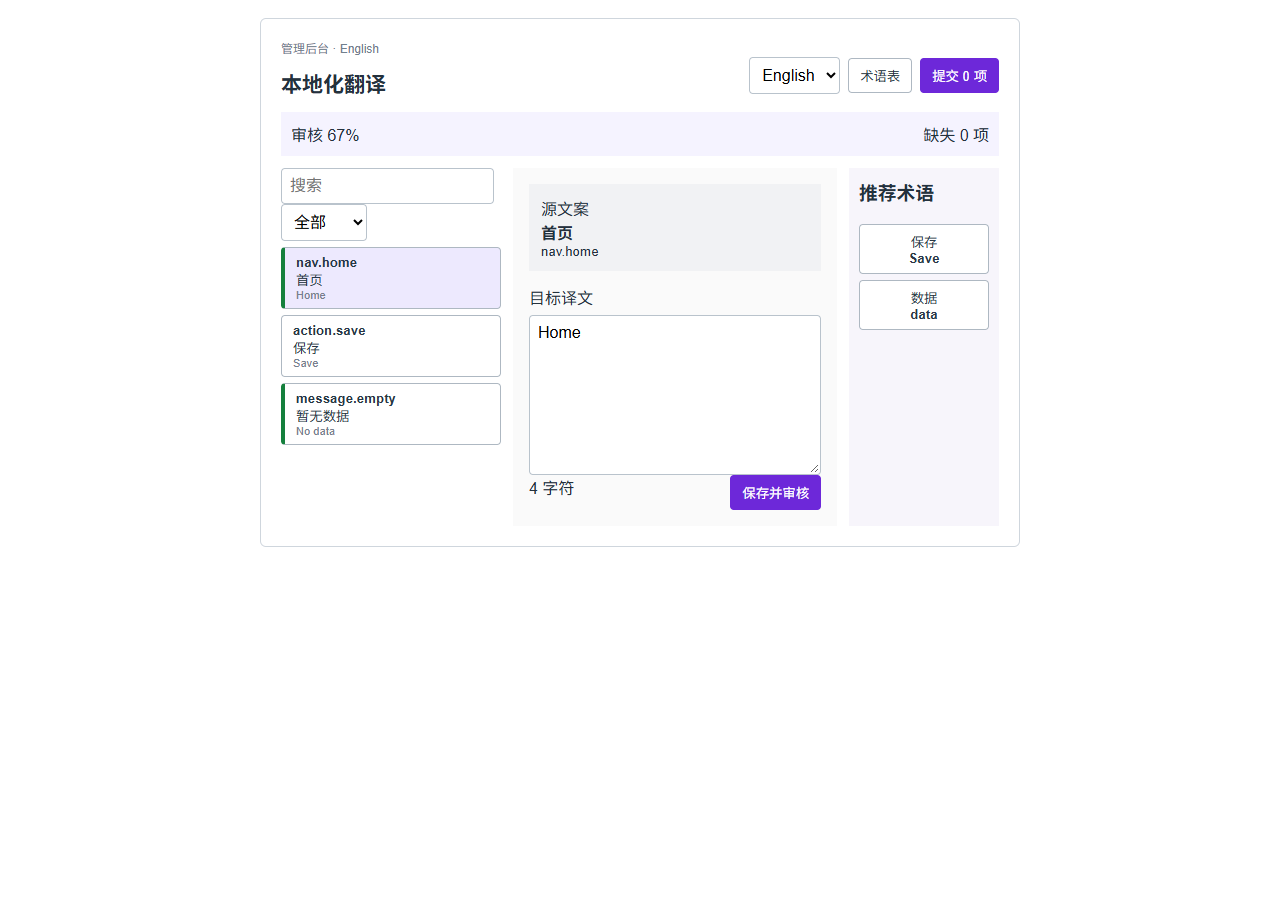 管理后台 · English
本地化翻译
English
术语表
提交 0 项
审核 67%
缺失 0 项
搜索
全部
nav.home
首页
Home
action.save
保存
Save
message.empty
暂无数据
No data
源文案
首页
nav.home
目标译文
Home
4 字符
保存并审核
推荐术语
保存
Save
数据
data